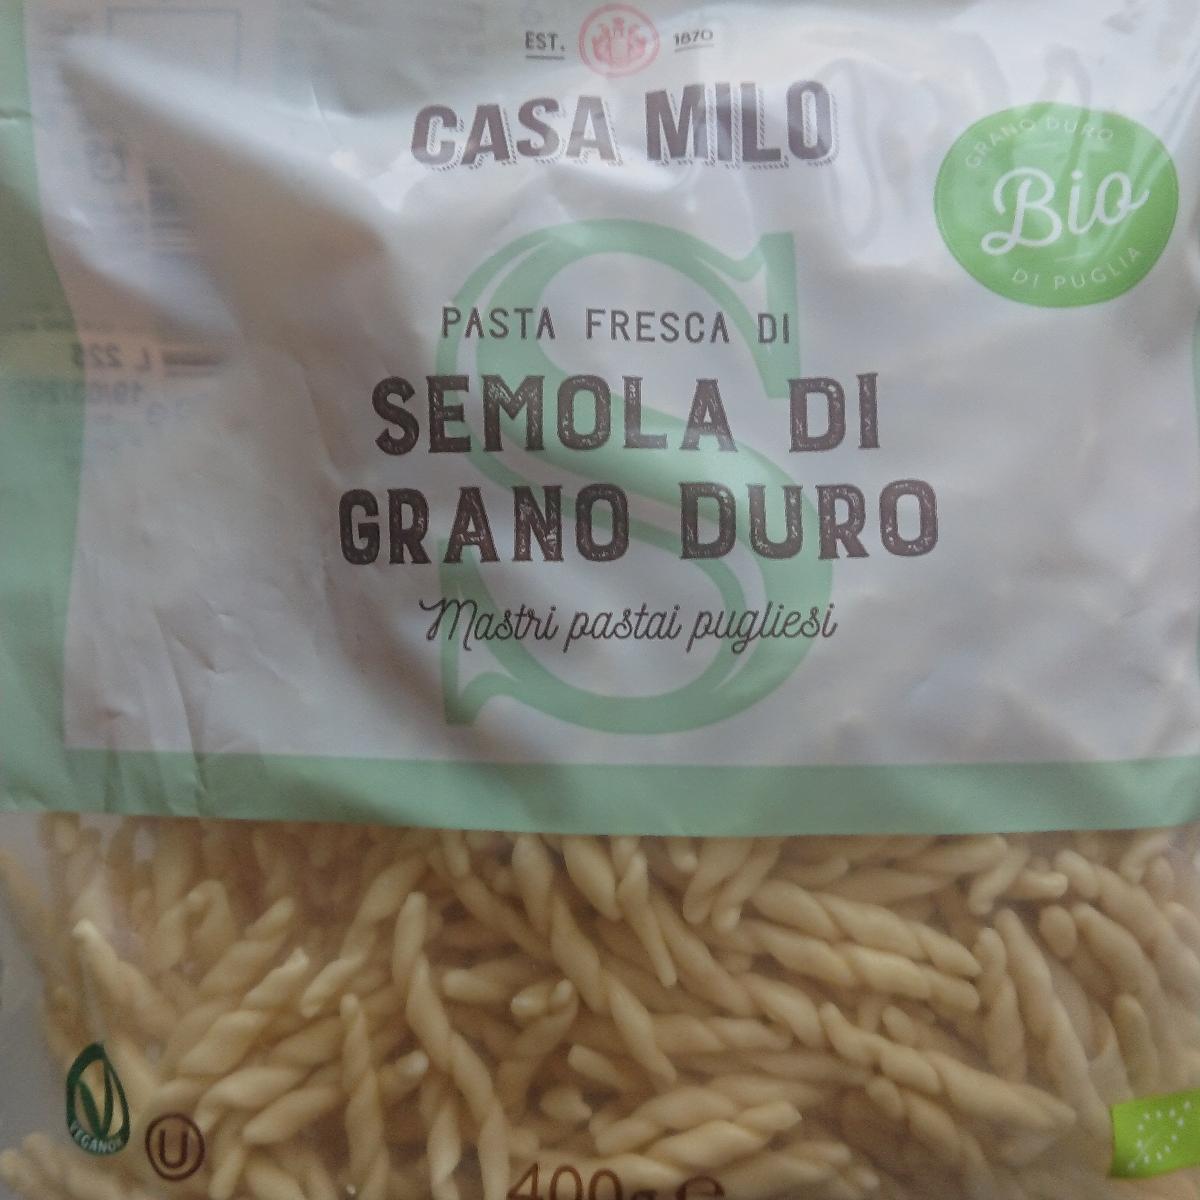 EST. 1870
CASA MILO
GRANO DURO
Bio
DI PUGLIA
PASTA FRESCA DI
SEMOLA DI
GRANO DURO
Mastri pastai pugliesi
L 225
VEGANOK
U
400g e